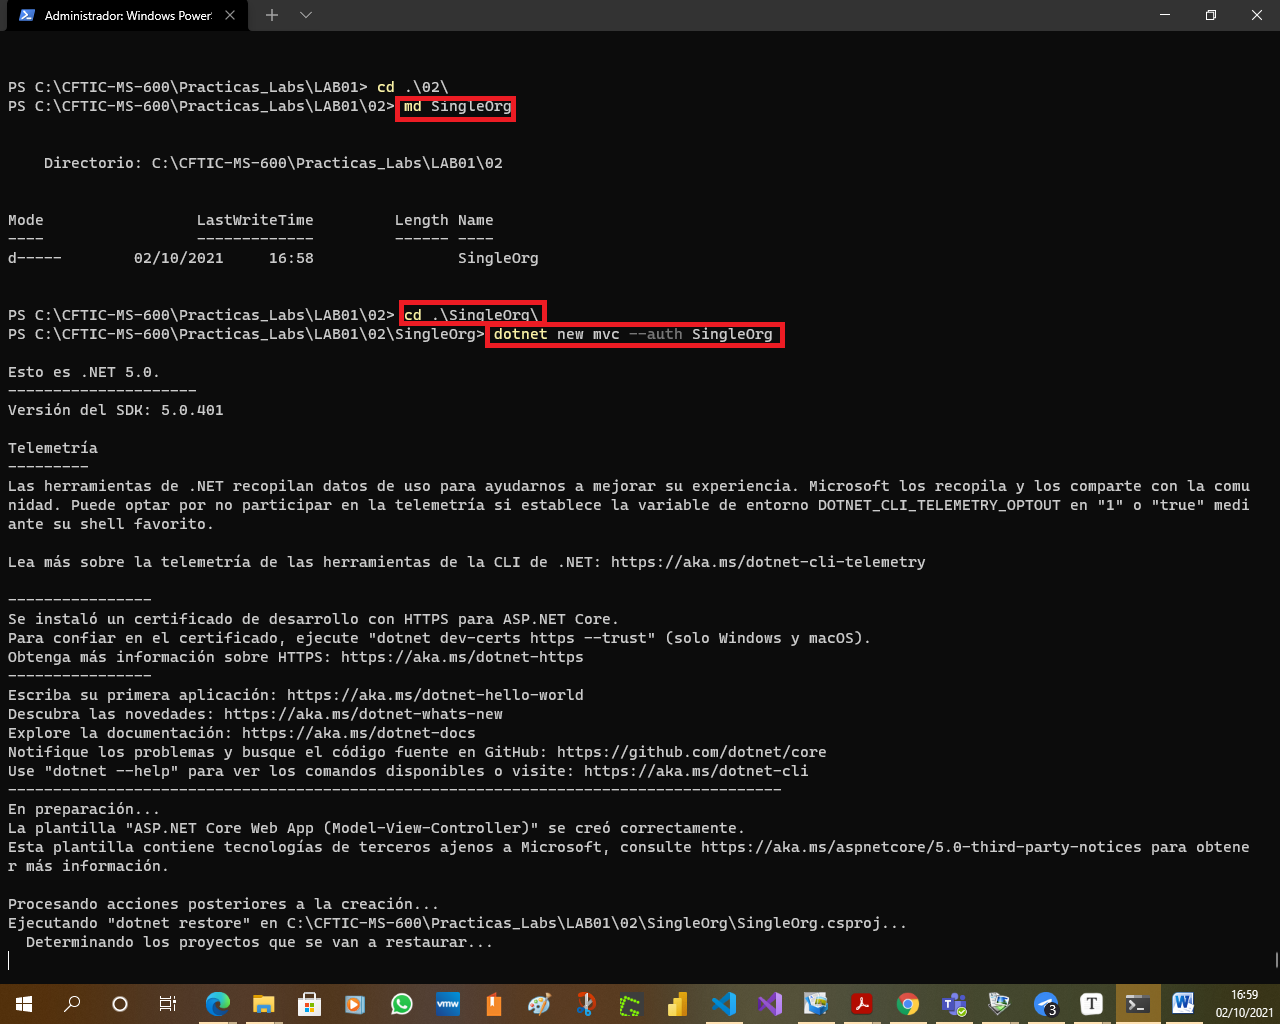 Administrador: Windows Power
PS C:\CFTIC-MS-600\Practicas_Labs\LAB01> cd .\02\
PS C:\CFTIC-MS-600\Practicas_Labs\LAB01\02> md SingleOrg
Directorio: C:\CFTIC-MS-600\Practicas_Labs\LAB01\02
Mode LastWriteTime Length Name
---- ------------- ------ ----
d----- 02/10/2021 16:58 SingleOrg
PS C:\CFTIC-MS-600\Practicas_Labs\LAB01\02> cd .\SingleOrg\
PS C:\CFTIC-MS-600\Practicas_Labs\LAB01\02\SingleOrg> dotnet new mvc --auth SingleOrg
Esto es .NET 5.0.
---------------------
Versión del SDK: 5.0.401
Telemetría
---------
Las herramientas de .NET recopilan datos de uso para ayudarnos a mejorar su experiencia. Microsoft los recopila y los comparte con la comu
nidad. Puede optar por no participar en la telemetría si establece la variable de entorno DOTNET_CLI_TELEMETRY_OPTOUT en "1" o "true" medi
ante su shell favorito.
Lea más sobre la telemetría de las herramientas de la CLI de .NET: https://aka.ms/dotnet-cli-telemetry
----------------
Se instaló un certificado de desarrollo con HTTPS para ASP.NET Core.
Para confiar en el certificado, ejecute "dotnet dev-certs https --trust" (solo Windows y macOS).
Obtenga más información sobre HTTPS: https://aka.ms/dotnet-https
----------------
Escriba su primera aplicación: https://aka.ms/dotnet-hello-world
Descubra las novedades: https://aka.ms/dotnet-whats-new
Explore la documentación: https://aka.ms/dotnet-docs
Notifique los problemas y busque el código fuente en GitHub: https://github.com/dotnet/core
Use "dotnet --help" para ver los comandos disponibles o visite: https://aka.ms/dotnet-cli
--------------------------------------------------------------------------------------
En preparación...
La plantilla "ASP.NET Core Web App (Model-View-Controller)" se creó correctamente.
Esta plantilla contiene tecnologías de terceros ajenos a Microsoft, consulte https://aka.ms/aspnetcore/5.0-third-party-notices para obtene
r más información.
Procesando acciones posteriores a la creación...
Ejecutando "dotnet restore" en C:\CFTIC-MS-600\Practicas_Labs\LAB01\02\SingleOrg\SingleOrg.csproj...
Determinando los proyectos que se van a restaurar...
vmw
3
T
16:59
02/10/2021